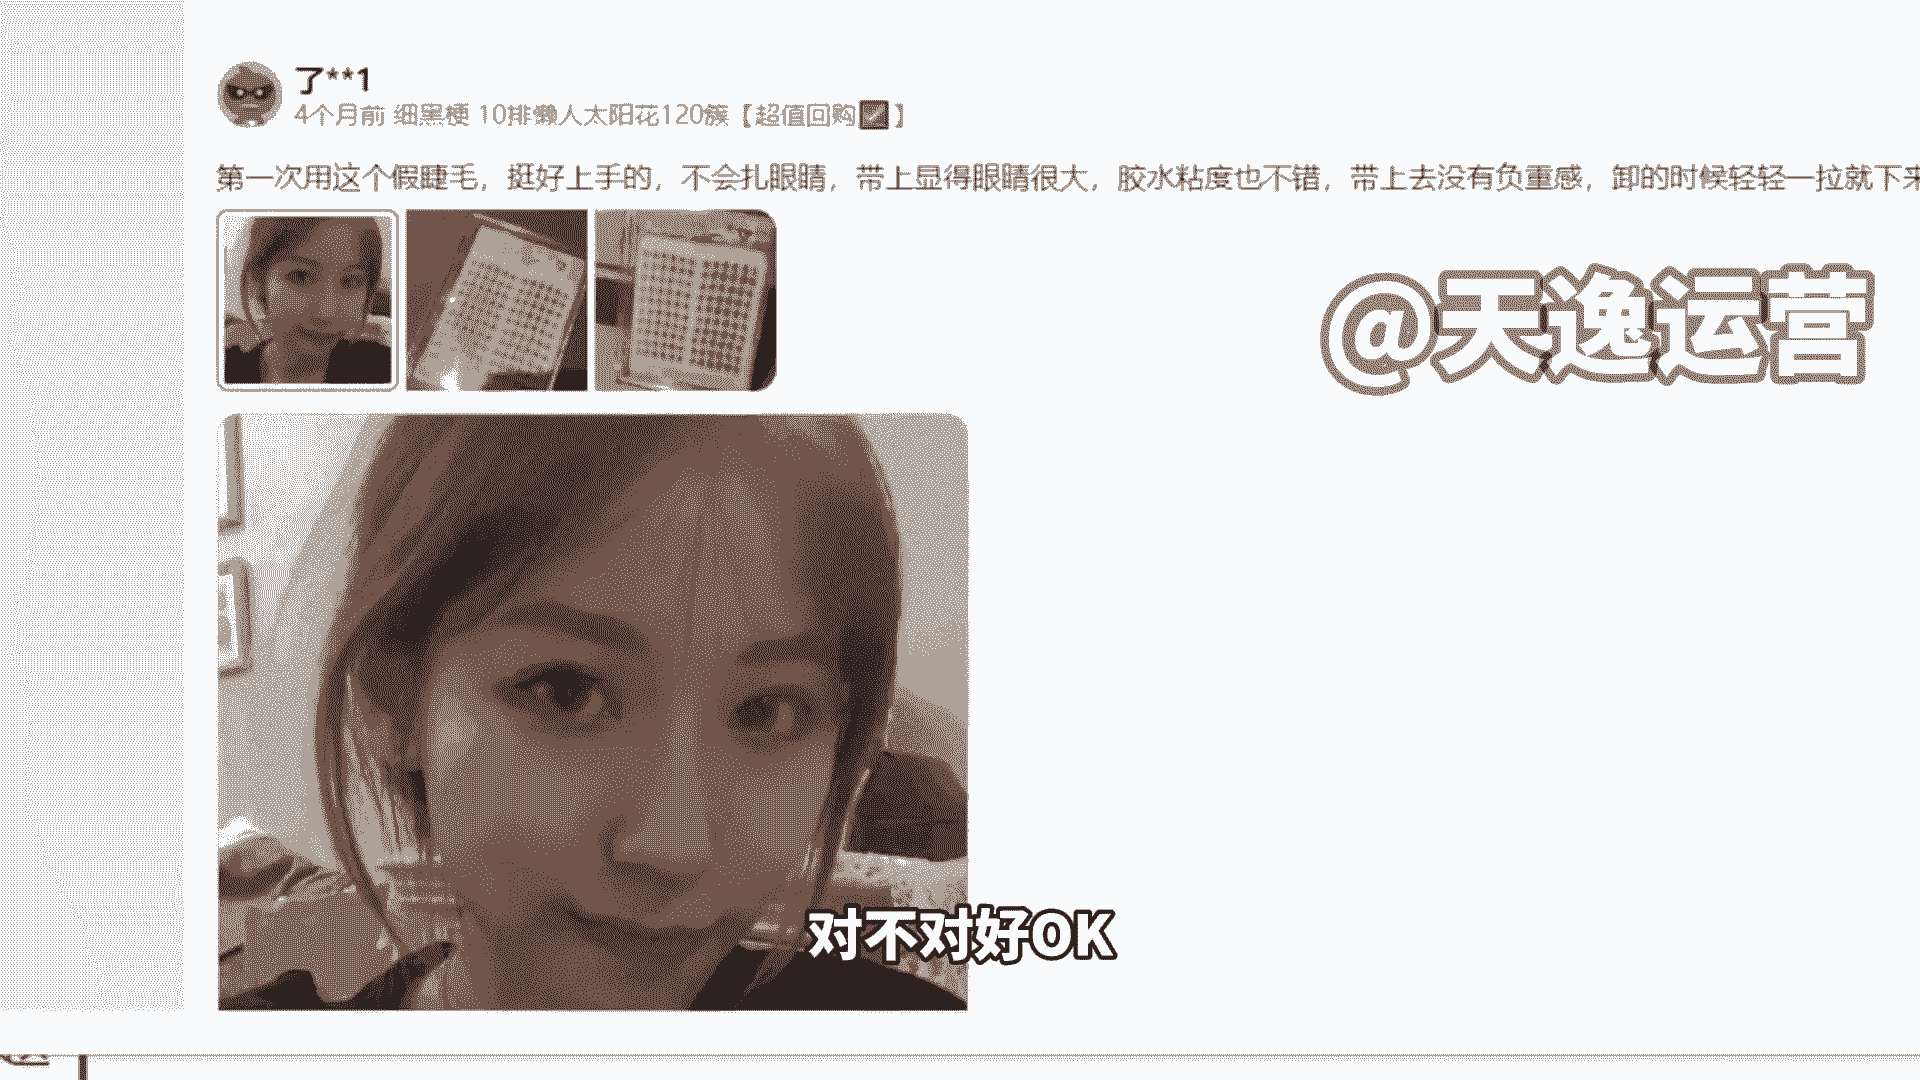 了**1
4个月前 细黑梗 10排懒人太阳花120簇【超值回购✅】
第一次用这个假睫毛，挺好上手的，不会扎眼睛，带上显得眼睛很大，胶水粘度也不错，带上去没有负重感，卸的时候轻轻一拉就下来
@天逸运营
对不对好OK